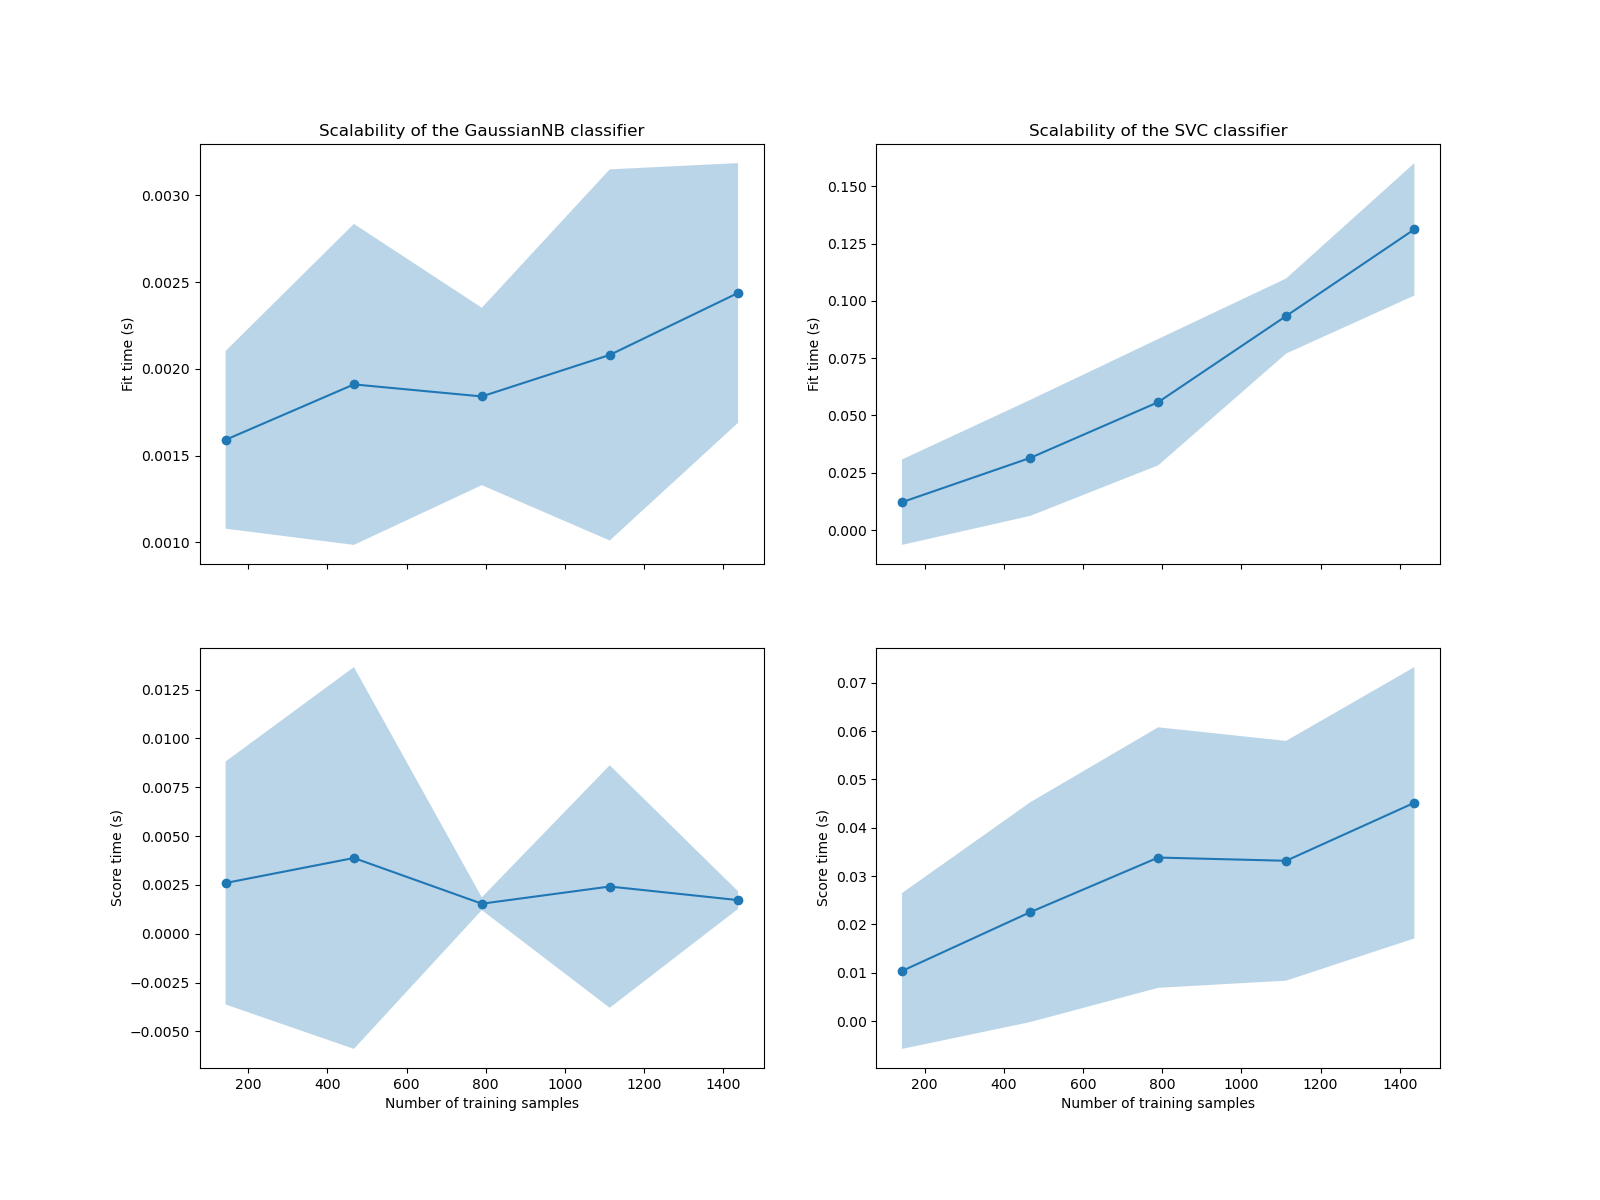 Scalability of the GaussianNB classifier
0.0030
0.0025
0.0020
0.0015
0.0010
Fit time (s)
Scalability of the SVC classifier
0.150
0.125
0.100
0.075
0.050
0.025
0.000
Fit time (s)
0.0125
0.0100
0.0075
0.0050
0.0025
0.0000
−0.0025
−0.0050
Score time (s)
200 400 600 800 1000 1200 1400
Number of training samples
0.07
0.06
0.05
0.04
0.03
0.02
0.01
0.00
Score time (s)
200 400 600 800 1000 1200 1400
Number of training samples